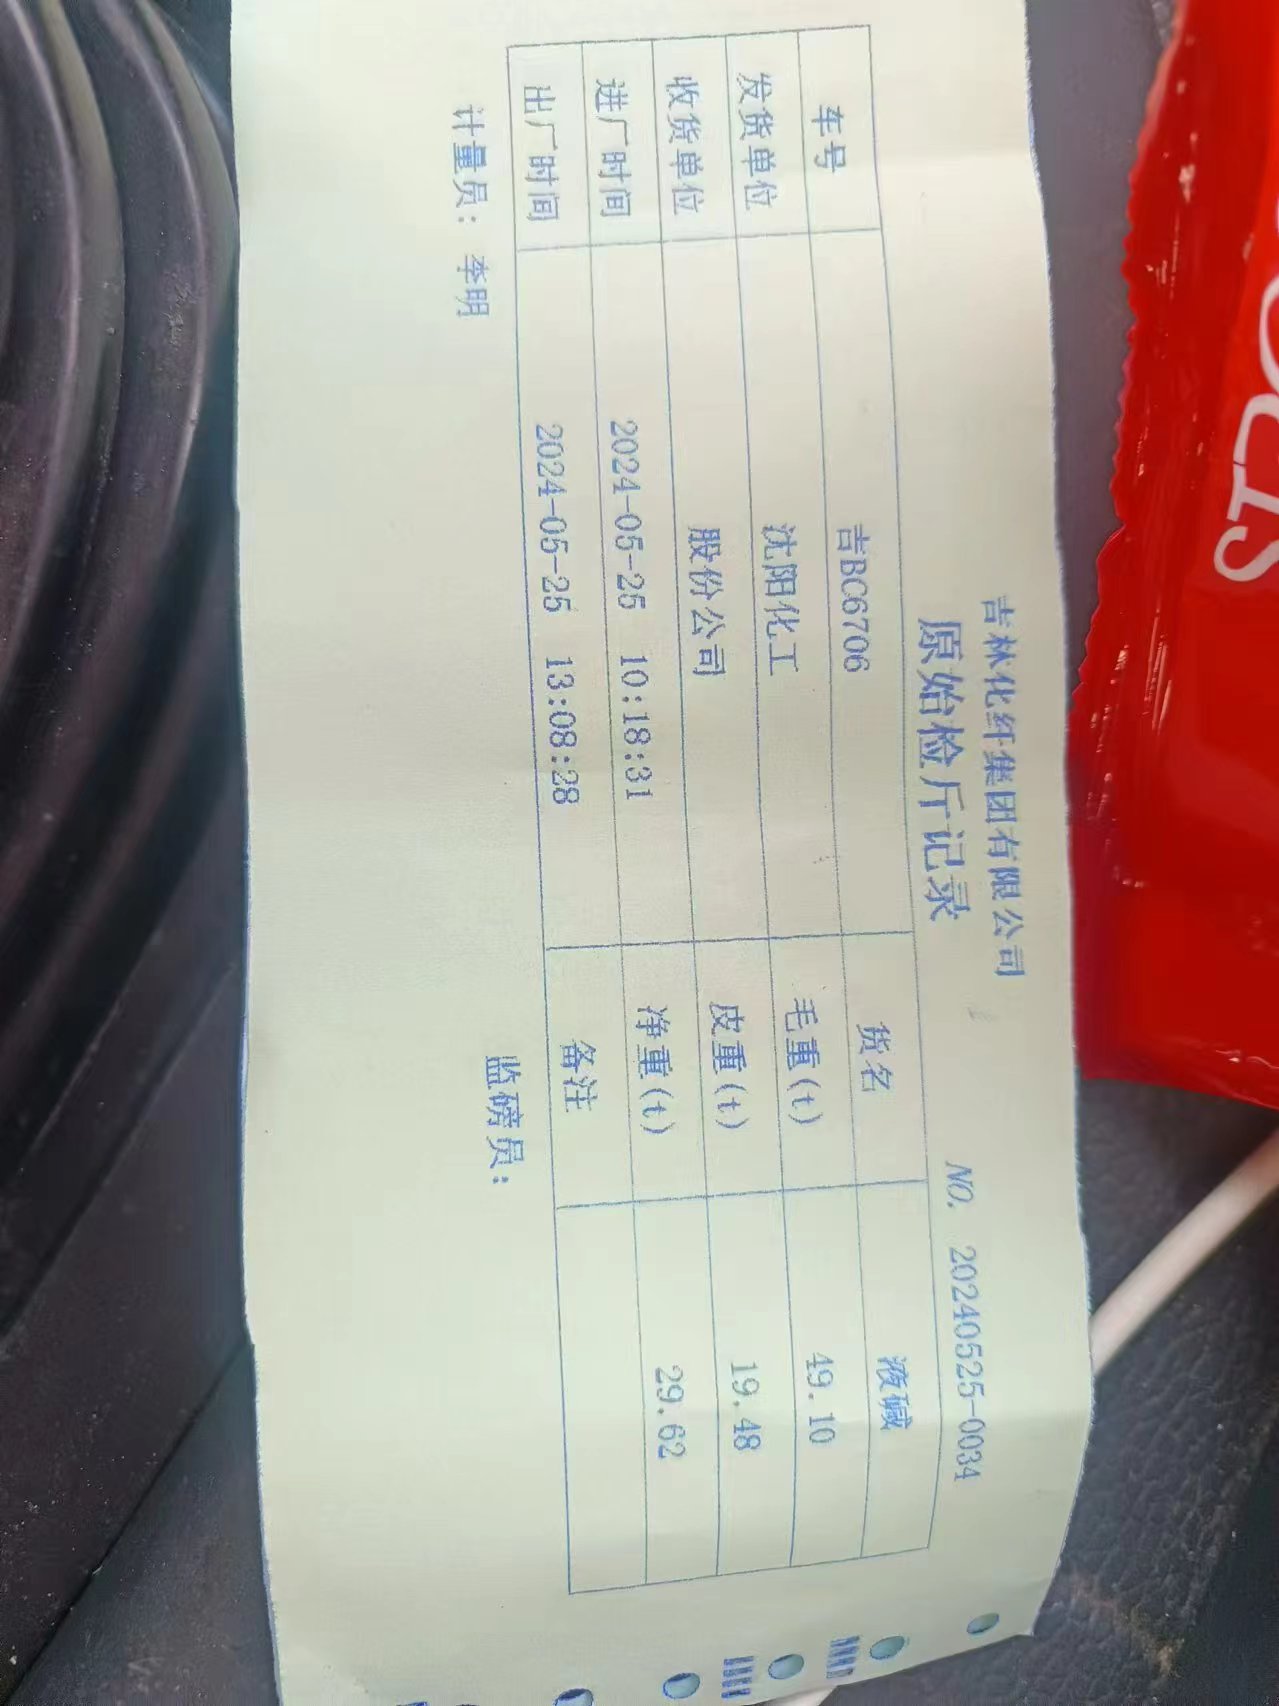 吉林化纤集团有限公司
原始检斤记录
NO. 20240525-0034
车号 吉BC6706 货名 液碱
发货单位 沈阳化工 毛重(t) 49.10
收货单位 股份公司 皮重(t) 19.48
进厂时间 2024-05-25 10:18:31 净重(t) 29.62
出厂时间 2024-05-25 13:08:28 备注
计量员: 李明 监磅员: